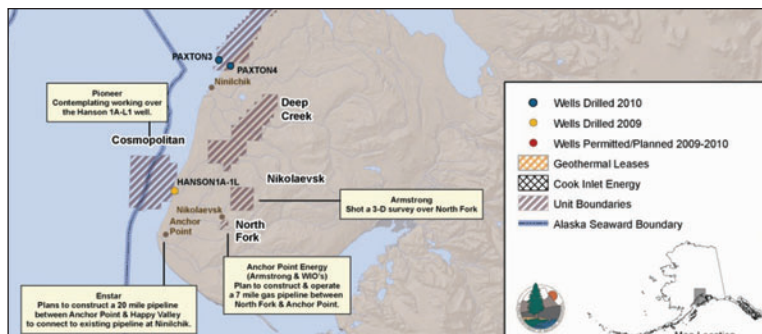 PAXTON3
PAXTON4
Ninilchik
Pioneer
Contemplating working over
the Hanson 1A-L1 well.
Deep
Creek
Cosmopolitan
HANSON1A-1L
Nikolaevsk
Armstrong
Shot a 3-D survey over North Fork
Nikolaevsk
Anchor
Point
North
Fork
Enstar
Plans to construct a 20 mile pipeline
between Anchor Point & Happy Valley
to connect to existing pipeline at Ninilchik.
Anchor Point Energy
(Armstrong & WIO's)
Plan to construct & operate
a 7 mile gas pipeline between
North Fork & Anchor Point.
Wells Drilled 2010
Wells Drilled 2009
Wells Permitted/Planned 2009-2010
Geothermal Leases
Cook Inlet Energy
Unit Boundaries
Alaska Seaward Boundary